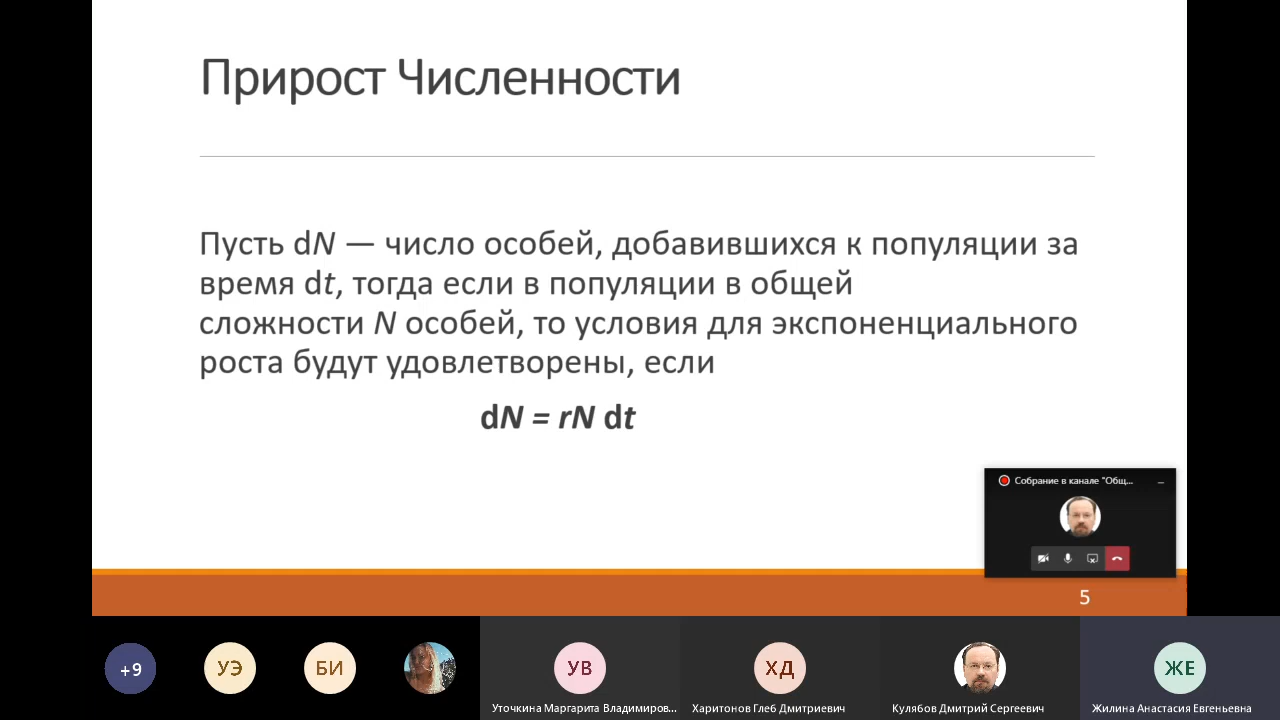 Прирост Численности
Пусть dN — число особей, добавившихся к популяции за
время dt, тогда если в популяции в общей
сложности N особей, то условия для экспоненциального
роста будут удовлетворены, если
dN = rN dt
Собрание в канале "Общ...
5
+9
УЭ
БИ
УВ
ХД
ЖЕ
Уточкина Маргарита Владимиров...
Харитонов Глеб Дмитриевич
Кулябов Дмитрий Сергеевич
Жилина Анастасия Евгеньевна